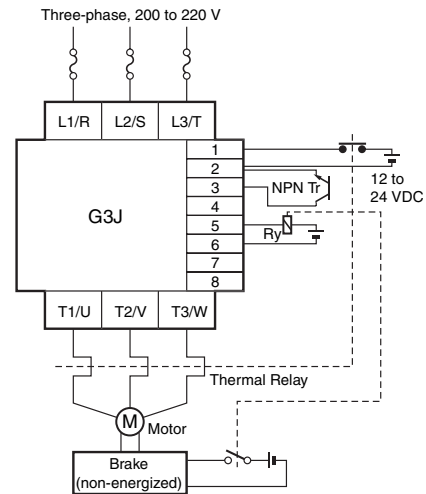 Three-phase, 200 to 220 V
L1/R L2/S L3/T
1
2
3
4
5
6
7
8
G3J
NPN Tr
12 to
24 VDC
Ry
T1/U T2/V T3/W
Thermal Relay
M
Motor
Brake
(non-energized)